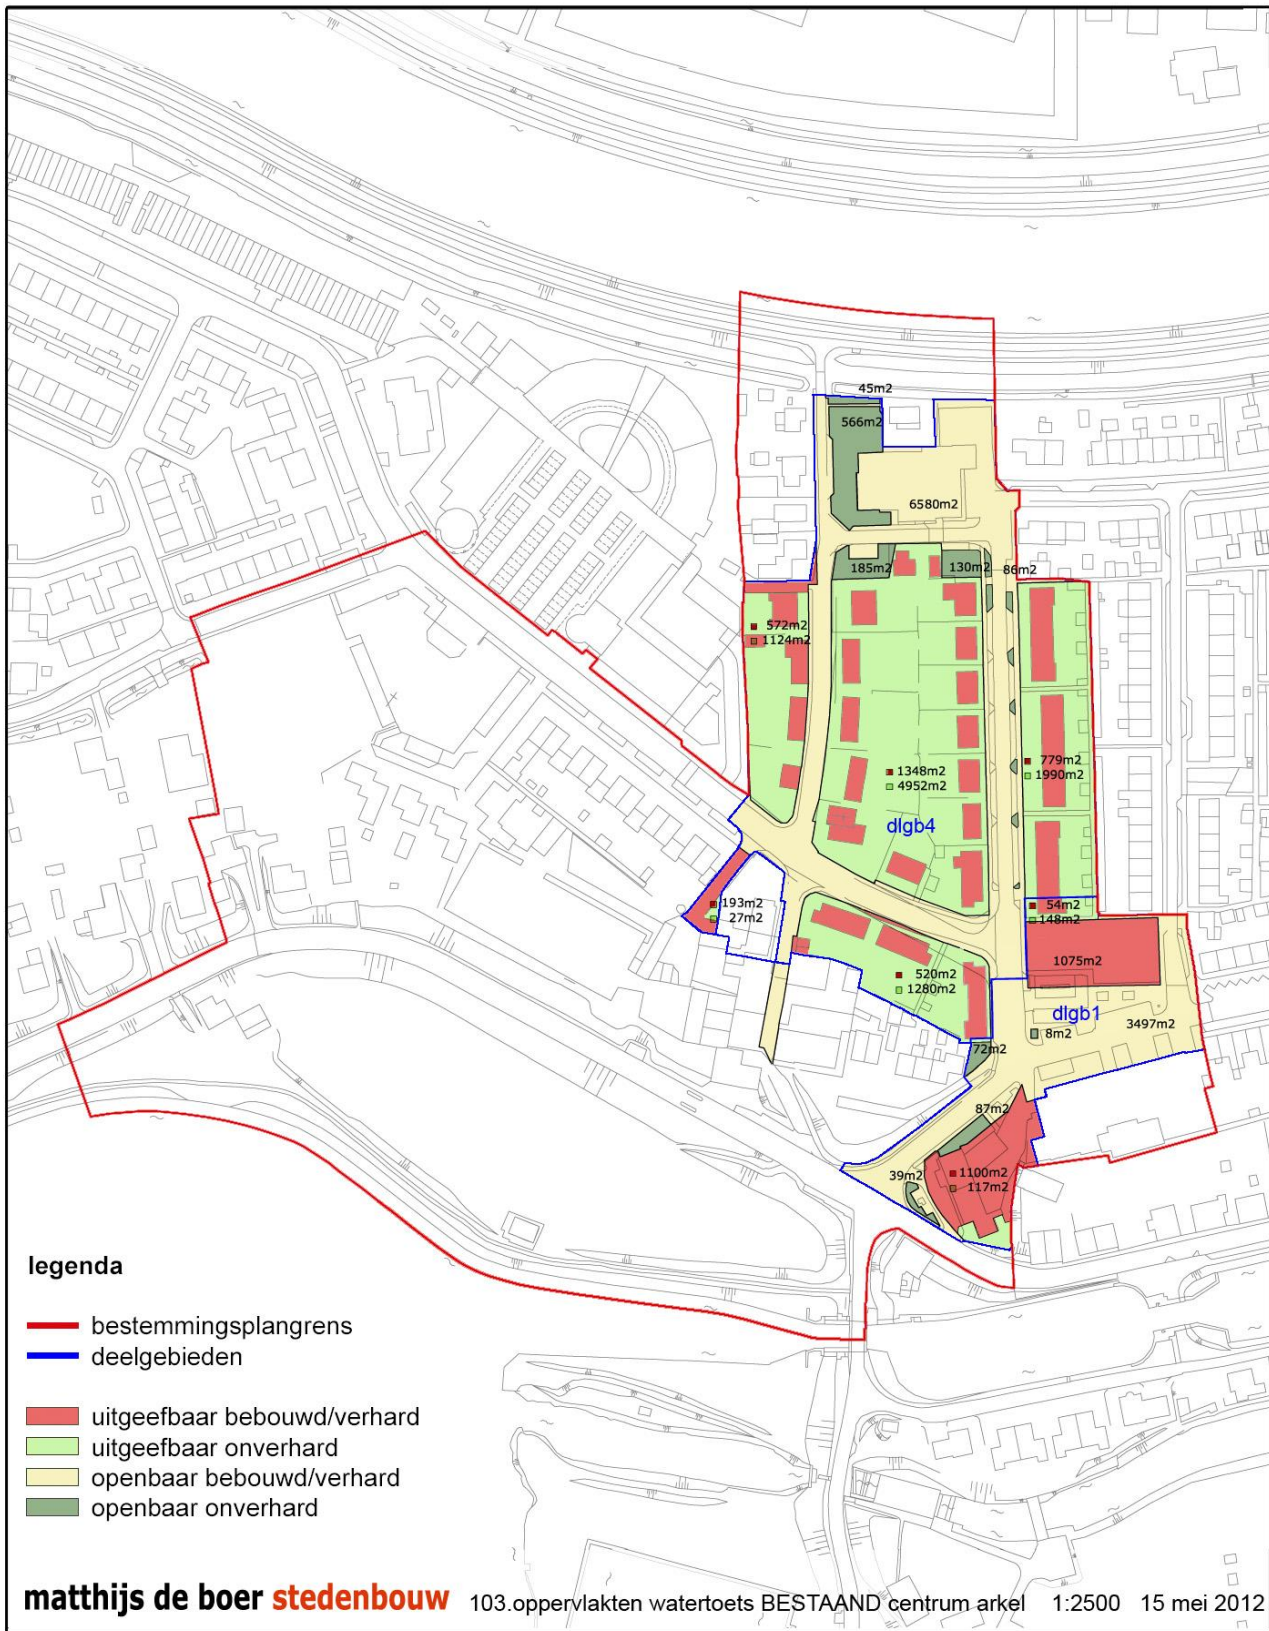 45m2
566m2
6580m2
185m2
130m2
86m2
572m2
1124m2
779m2
1990m2
1348m2
4952m2
dlgb4
193m2
27m2
54m2
148m2
1075m2
520m2
1280m2
dlgb1
3497m2
8m2
72m2
87m2
39m2
1100m2
117m2
legenda
bestemmingsplangrens
deelgebieden
uitgeefbaar bebouwd/verhard
uitgeefbaar onverhard
openbaar bebouwd/verhard
openbaar onverhard
matthijs de boer stedenbouw 103.oppervlakten watertoets BESTAAND centrum arkel 1:2500 15 mei 2012